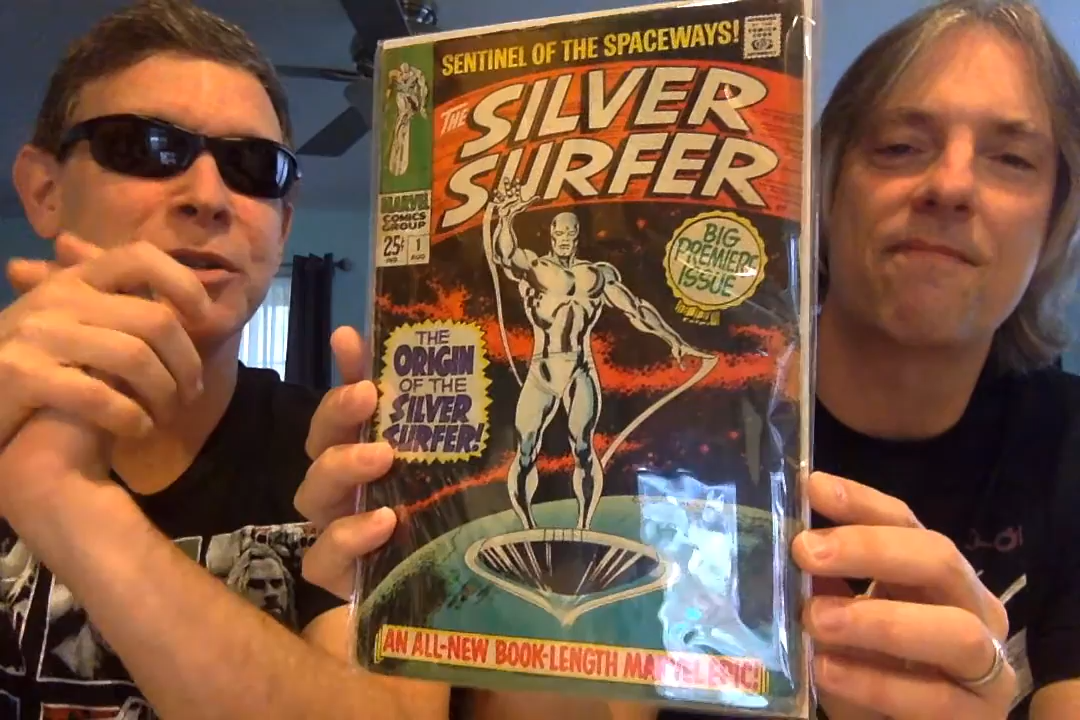 SENTINEL OF THE SPACEWAYS!
THE SILVER
SURFER
MARVEL
COMICS
GROUP
25¢ 1
IND. AUG
BIG
PREMIERE
ISSUE
THE
ORIGIN
OF THE
SILVER
SURFER!
AN ALL-NEW BOOK-LENGTH MARVEL EPIC!